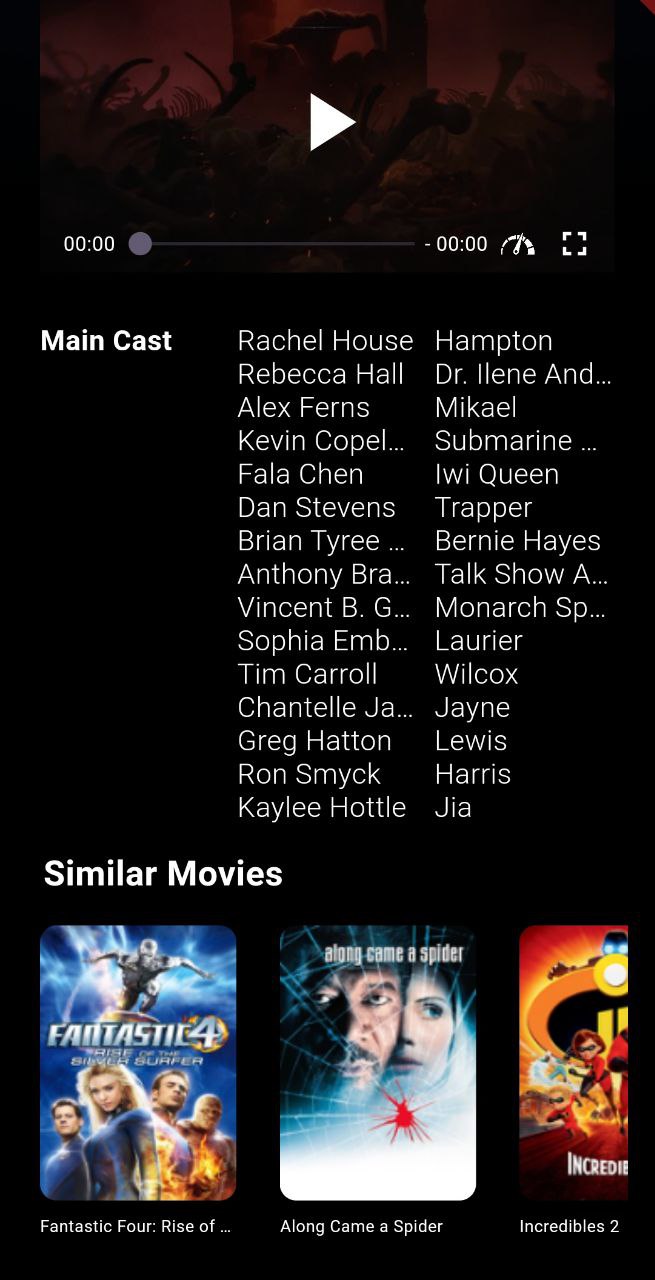 00:00 - 00:00
Main Cast Rachel House Hampton
Rebecca Hall Dr. Ilene And...
Alex Ferns Mikael
Kevin Copel... Submarine ...
Fala Chen Iwi Queen
Dan Stevens Trapper
Brian Tyree ... Bernie Hayes
Anthony Bra... Talk Show A...
Vincent B. G... Monarch Sp...
Sophia Emb... Laurier
Tim Carroll Wilcox
Chantelle Ja... Jayne
Greg Hatton Lewis
Ron Smyck Harris
Kaylee Hottle Jia
Similar Movies
FANTASTIC 4
RISE OF THE
SILVER SURFER
along came a spider
INCREDIB
Fantastic Four: Rise of ... Along Came a Spider Incredibles 2